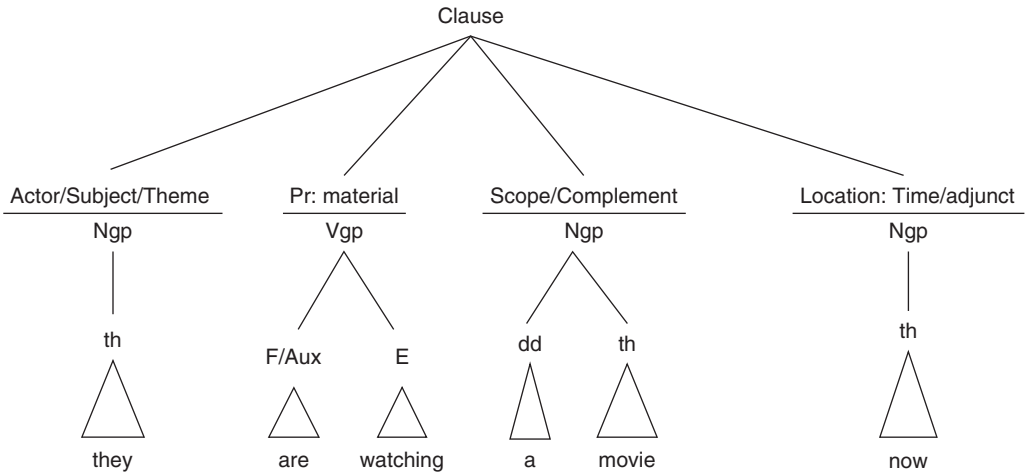 Clause
Actor/Subject/Theme Pr: material Scope/Complement Location: Time/adjunct
Ngp Vgp Ngp Ngp
th F/Aux E dd th th
they are watching a movie now